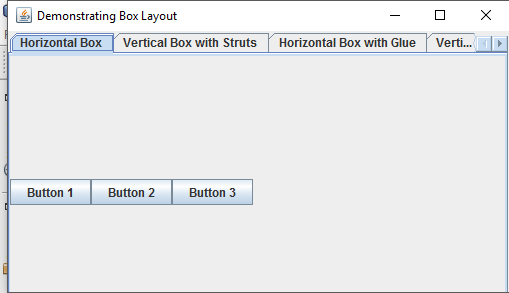 Demonstrating Box Layout
Horizontal Box Vertical Box with Struts Horizontal Box with Glue Verti...
Button 1 Button 2 Button 3